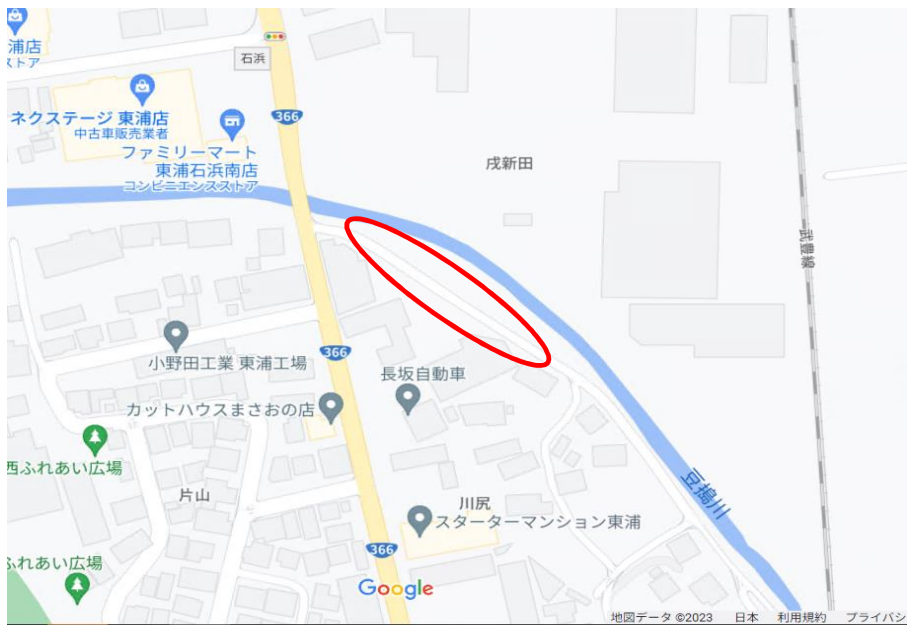 浦店
ストア
石浜
366
ネクステージ 東浦店
中古車販売業者
ファミリーマート
東浦石浜南店
コンビニエンスストア
戌新田
武豊線
366
小野田工業 東浦工場
長坂自動車
カットハウスまさおの店
西ふれあい広場
片山
豆搗川
川尻
スターターマンション東浦
366
ふれあい広場
Google
地図データ ©2023 日本 利用規約 プライバシ